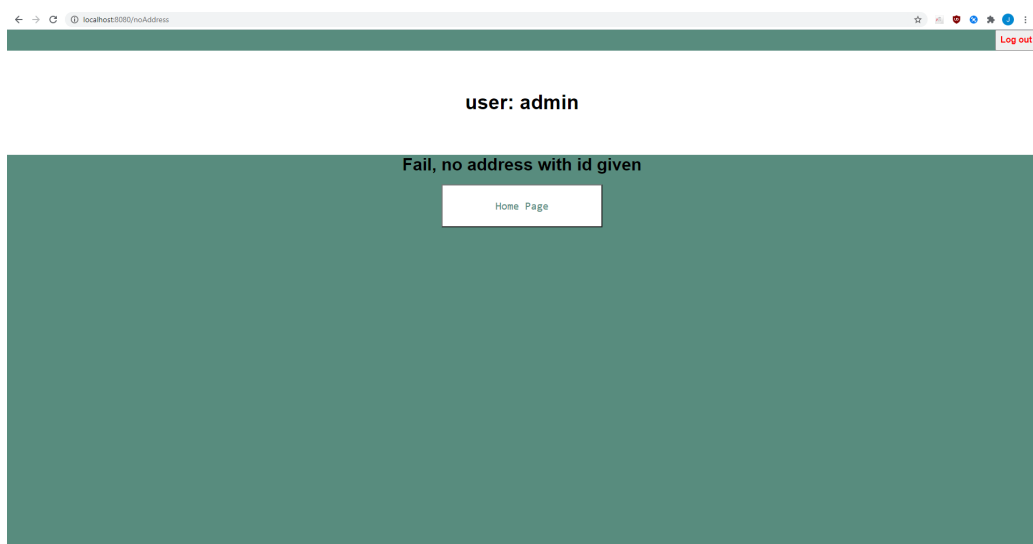 localhost:8080/noAddress
Log out
user: admin
Fail, no address with id given
Home Page